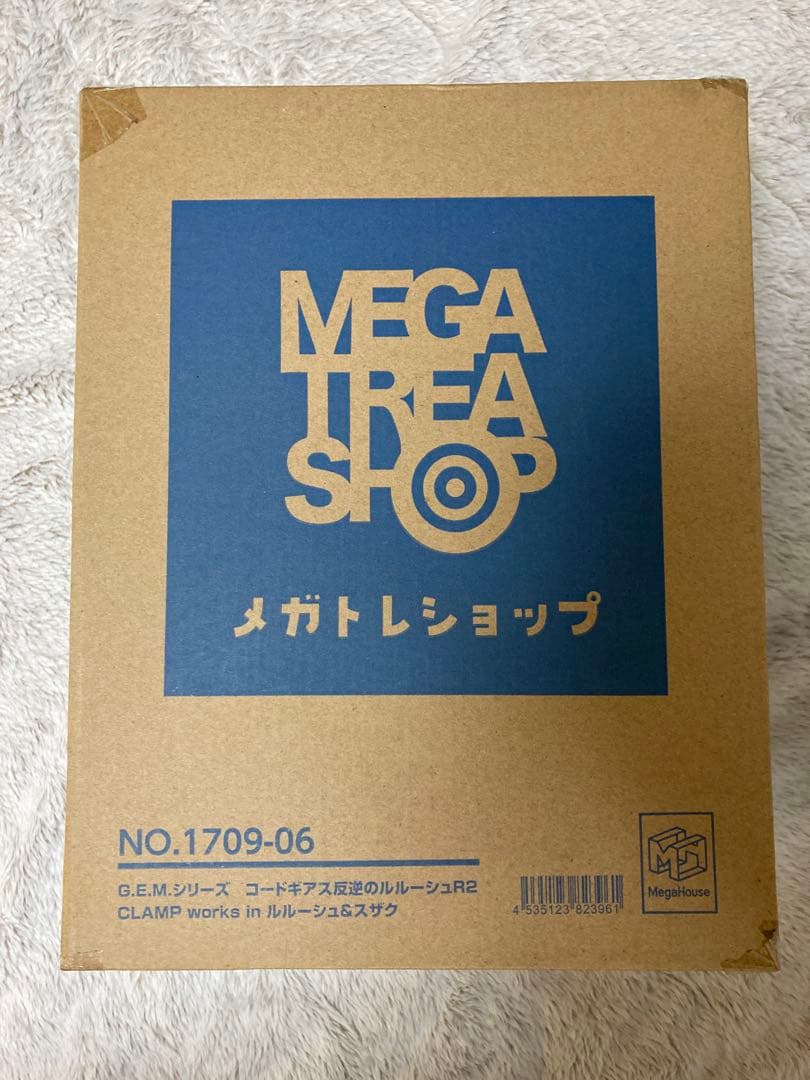 MEGA
TREA
SHOP
メガトレショップ
NO.1709-06
G.E.M.シリーズ コードギアス反逆のルルーシュR2
CLAMP works in ルルーシュ&スザク
4 535123 823961
MegaHouse